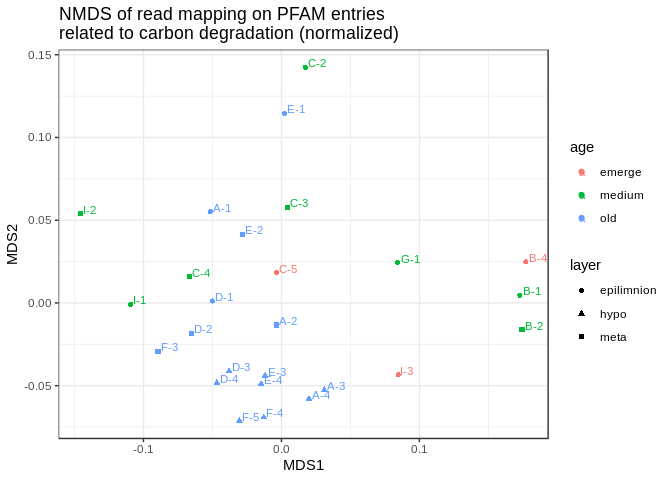 NMDS of read mapping on PFAM entries
related to carbon degradation (normalized)
0.15
0.10
0.05
0.00
-0.05
MDS2
C-2
E-1
I-2
A-1
C-3
E-2
G-1
B-4
C-5
C-4
I-1
D-1
B-1
A-2
B-2
D-2
F-3
D-3
E-3
I-3
D-4
E-4
A-3
A-4
F-4
F-5
-0.1
0.0
0.1
MDS1
age
emerge
medium
old
layer
epilimnion
hypo
meta